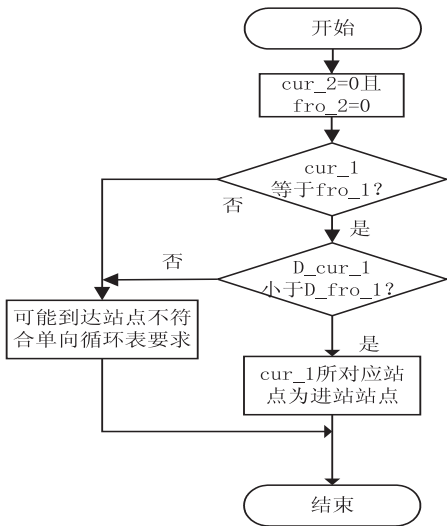 开始
cur_2=0且
fro_2=0
cur_1
等于fro_1?
否
是
D_cur_1
小于D_fro_1?
否
可能到达站点不符
合单向循环表要求
是
cur_1所对应站
点为进站站点
结束